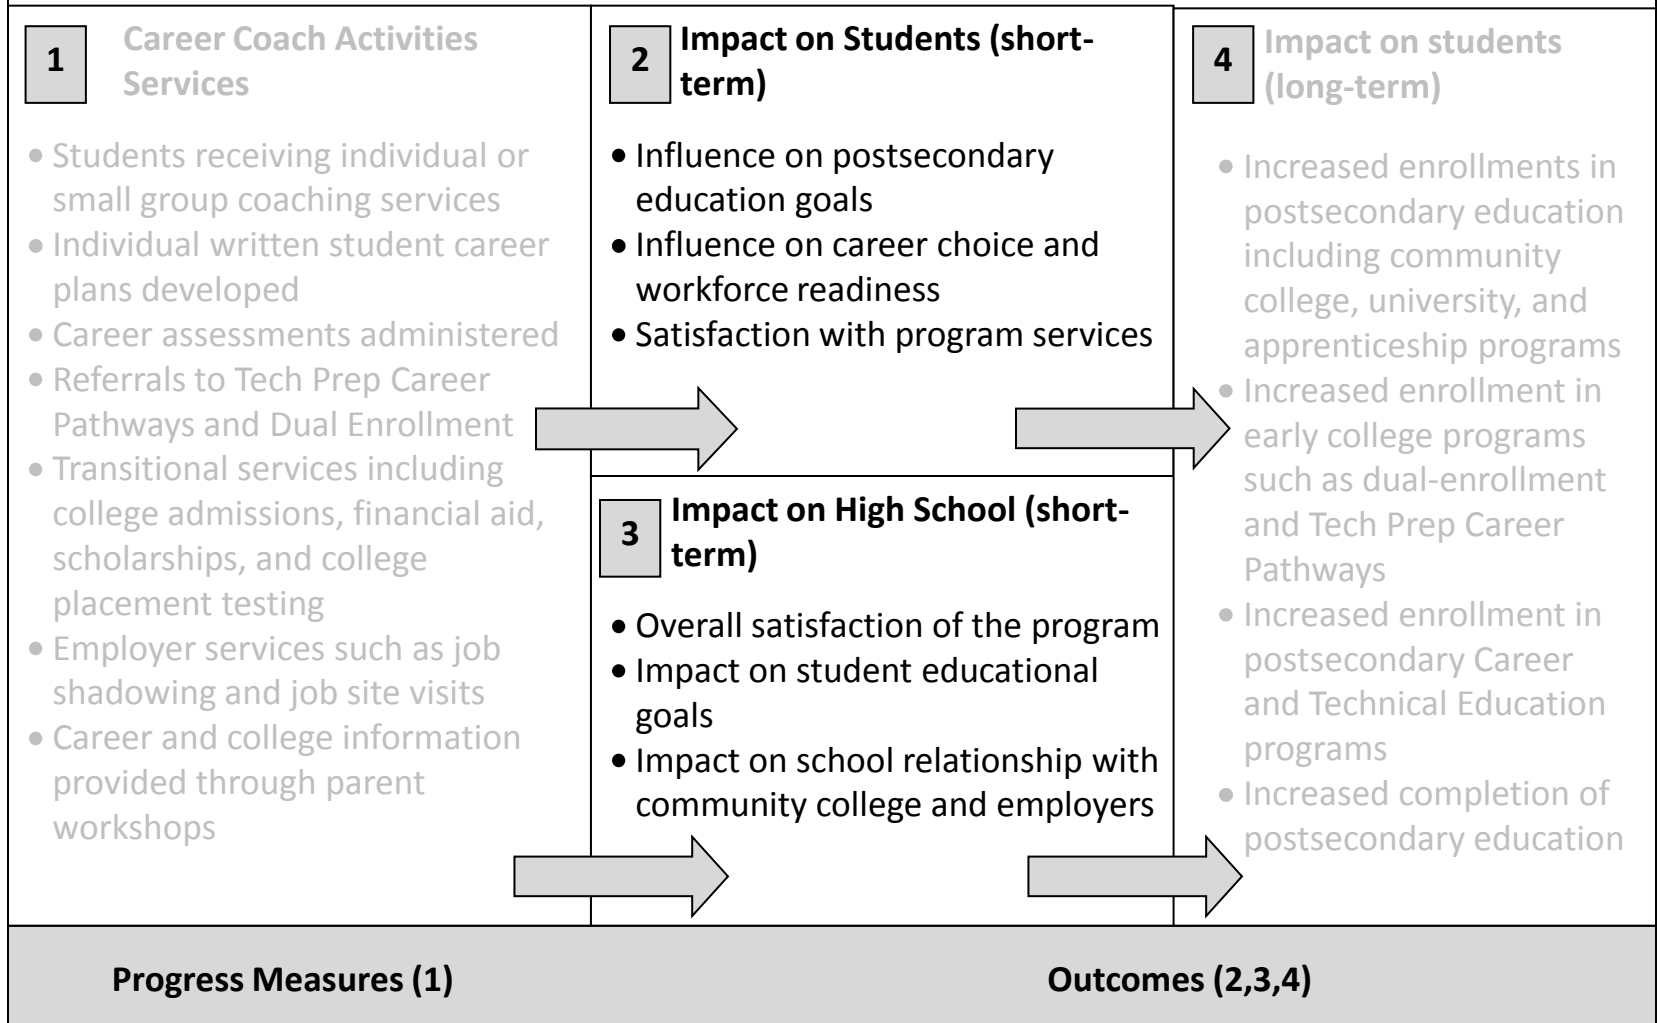 1
Career Coach Activities
Services
• Students receiving individual or
small group coaching services
• Individual written student career
plans developed
• Career assessments administered
• Referrals to Tech Prep Career
Pathways and Dual Enrollment
• Transitional services including
college admissions, financial aid,
scholarships, and college
placement testing
• Employer services such as job
shadowing and job site visits
• Career and college information
provided through parent
workshops
2
Impact on Students (short-
term)
• Influence on postsecondary
education goals
• Influence on career choice and
workforce readiness
• Satisfaction with program services
3
Impact on High School (short-
term)
• Overall satisfaction of the program
• Impact on student educational
goals
• Impact on school relationship with
community college and employers
4
Impact on students
(long-term)
• Increased enrollments in
postsecondary education
including community
college, university, and
apprenticeship programs
• Increased enrollment in
early college programs
such as dual-enrollment
and Tech Prep Career
Pathways
• Increased enrollment in
postsecondary Career
and Technical Education
programs
• Increased completion of
postsecondary education
Progress Measures (1)
Outcomes (2,3,4)